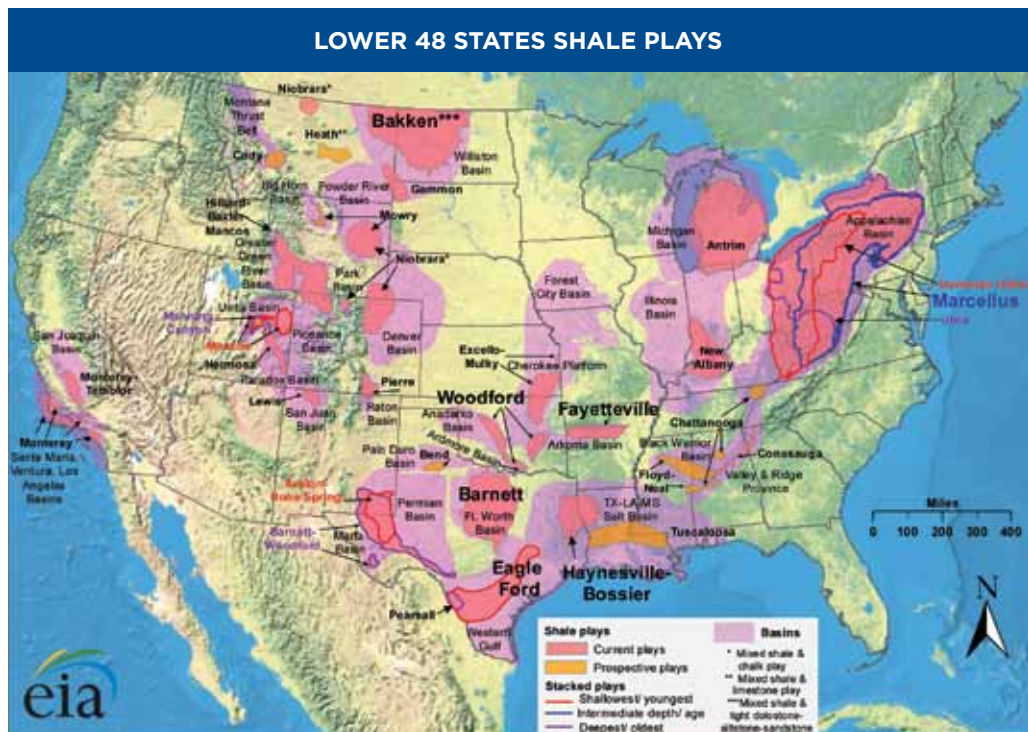 LOWER 48 STATES SHALE PLAYS
Niobrara*
Montana
Thrust
Belt
Bakken***
Heath**
Cody
Williston
Basin
Big Horn
Basin
Powder River
Basin
Gammon
Hilliard-
Baxter-
Mancos
Mowry
Greater
Green
River
Basin
Niobrara*
Park
Basin
Michigan
Basin
Antrim
Appalachian
Basin
Marcellus
Utica
Uinta Basin
Manning
Canyon
Mancos
Piceance
Basin
Denver
Basin
Forest
City Basin
Illinois
Basin
San Joaquin
Basin
Hermosa
Monterey-
Temblor
Paradox Basin
Lewis
San Juan
Basin
Pierre
Raton
Basin
Excello-
Mulky
Cherokee Platform
New
Albany
Woodford
Anadarko
Basin
Fayetteville
Arkoma Basin
Ardmore Basin
Chattanooga
Black Warrior
Basin
Conasauga
Monterey
Santa Maria,
Ventura, Los
Angeles
Basins
Palo Duro
Basin
Bend
Floyd-
Neal
Valley & Ridge
Province
Avalon-
Bone Spring
Permian
Basin
Barnett
Ft. Worth
Basin
TX-LA-MS
Salt Basin
Tuscaloosa
Barnett-
Woodford
Marfa
Basin
Eagle
Ford
Haynesville-
Bossier
Pearsall
Western
Gulf
Miles
0 100 200 300 400
N
Shale plays
Current plays
Prospective plays
Stacked plays
Shallowest/ youngest
Intermediate depth/ age
Deepest/ oldest
Basins
* Mixed shale &
chalk play
** Mixed shale &
limestone play
***Mixed shale &
tight dolostone-
siltstone-sandstone
eia